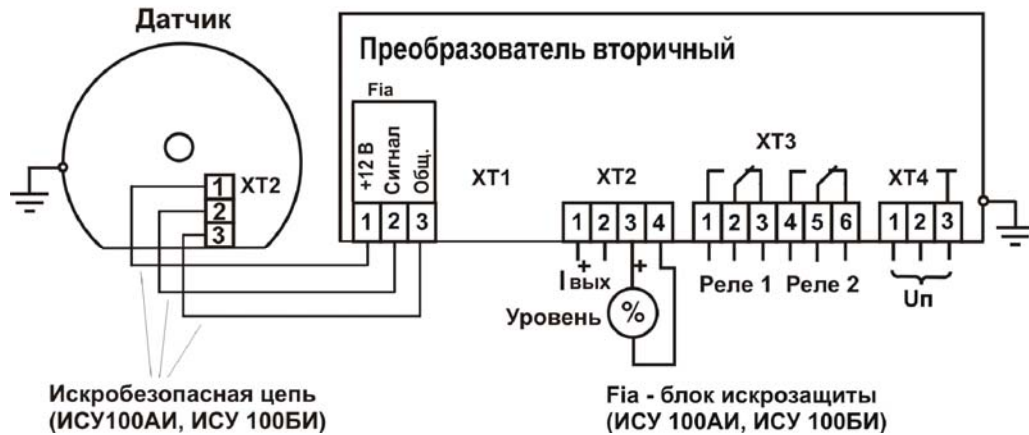 Датчик
Преобразователь вторичный
Fia
+12 В
Сигнал
Общ.
XT1
XT2
XT3
XT4
1
2
3
XT2
1 2 3
1 2 3 4
1 2 3 4 5 6
1 2 3
+
I вых
+
Реле 1
Реле 2
Uп
Уровень
%
Искробезопасная цепь
(ИСУ100АИ, ИСУ 100БИ)
Fia - блок искрозащиты
(ИСУ 100АИ, ИСУ 100БИ)